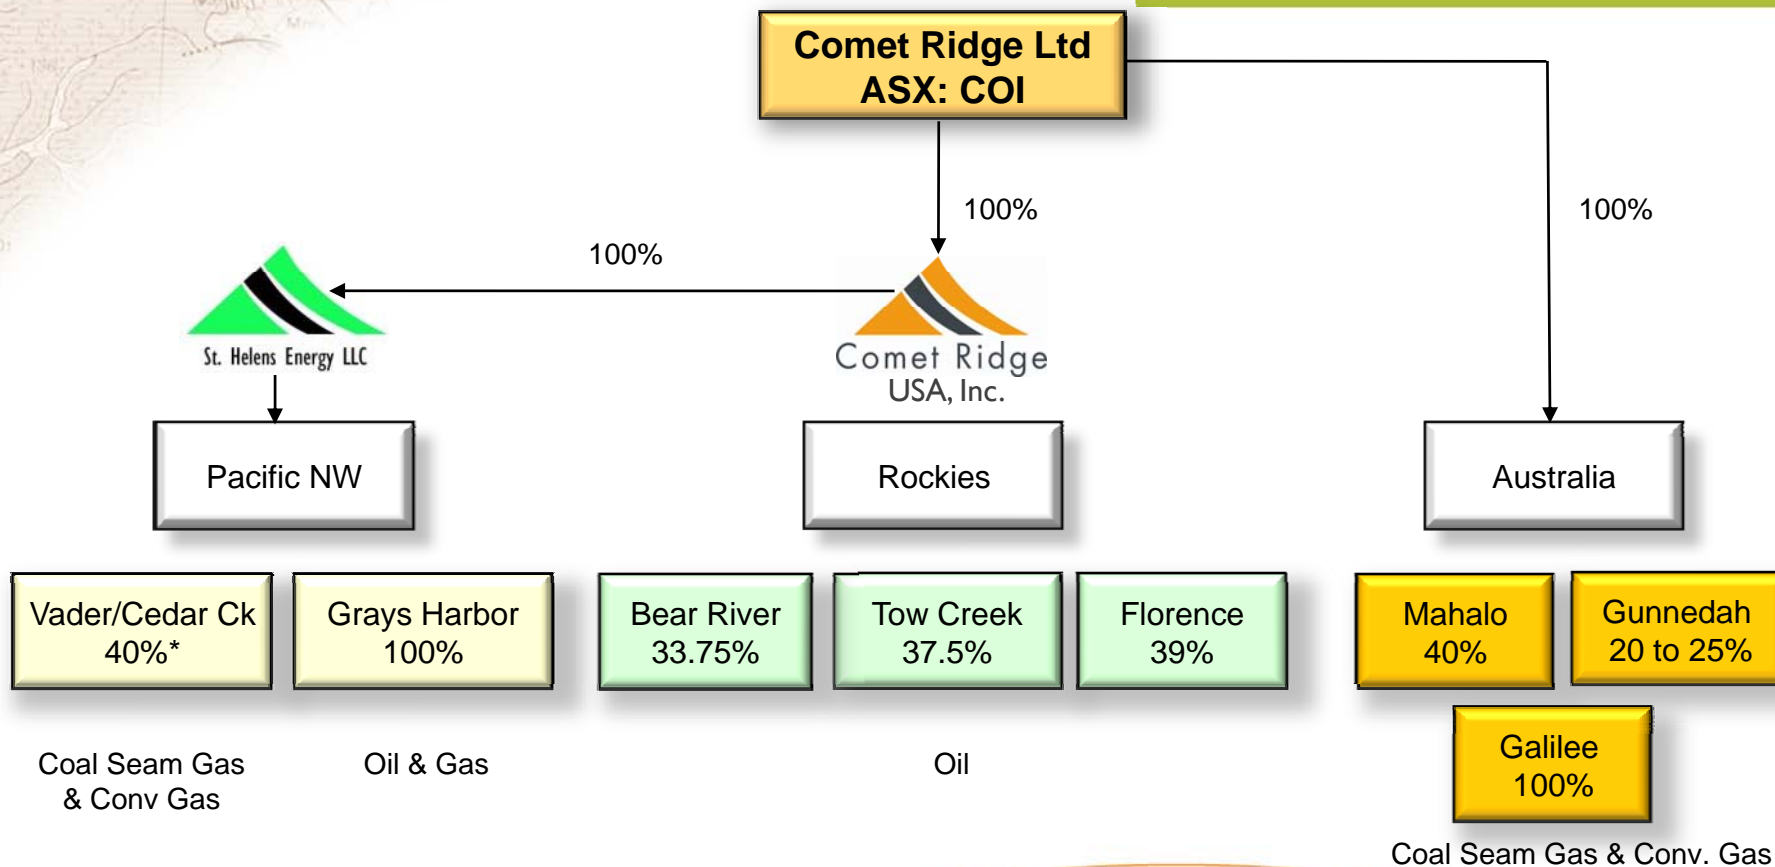 Comet Ridge Ltd
ASX: COI
100%
100%
100%
St. Helens Energy LLC
Comet Ridge
USA, Inc.
Pacific NW
Rockies
Australia
Vader/Cedar Ck
40%*
Grays Harbor
100%
Bear River
33.75%
Tow Creek
37.5%
Florence
39%
Mahalo
40%
Gunnedah
20 to 25%
Galilee
100%
Coal Seam Gas
& Conv Gas
Oil & Gas
Oil
Coal Seam Gas & Conv. Gas